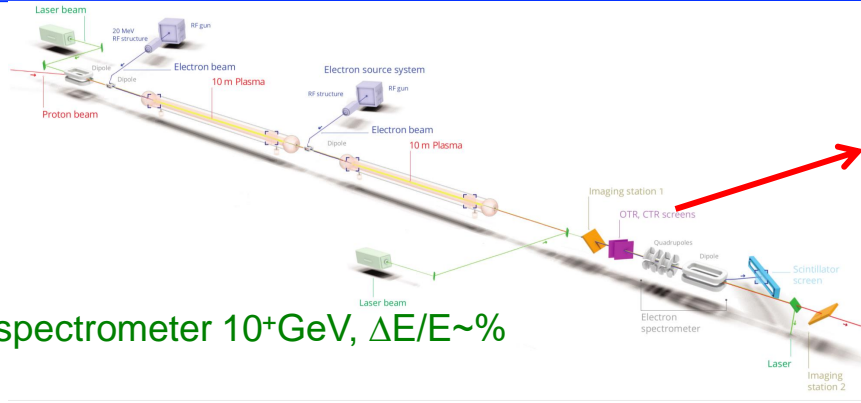 Laser beam
20 MeV
RF structure
RF gun
Dipole
Dipole
Electron beam
10 m Plasma
Proton beam
Electron source system
RF structure
RF gun
Electron beam
Dipole
10 m Plasma
Imaging station 1
OTR, CTR screens
Quadrupoles
Dipole
Scintillator
screen
Laser beam
Electron
spectrometer
spectrometer 10⁺GeV, ΔE/E~%
Laser
Imaging
station 2